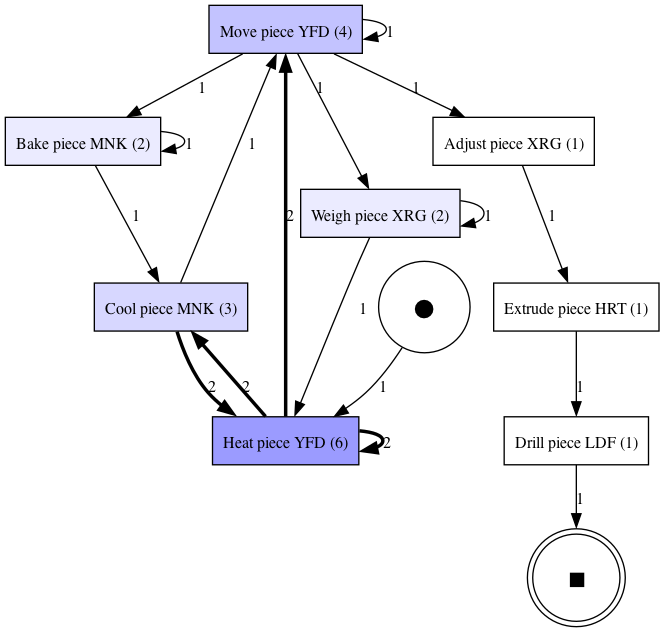 Move piece YFD (4)
1
1
1
1
Bake piece MNK (2)
1
1
Adjust piece XRG (1)
Weigh piece XRG (2)
1
1
2
1
Cool piece MNK (3)
●
1
Extrude piece HRT (1)
2
2
1
1
Heat piece YFD (6)
2
Drill piece LDF (1)
1
■